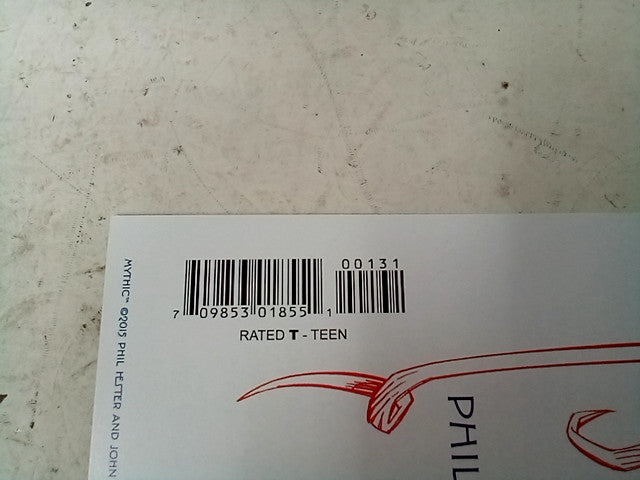 00131
7 09853 01855 1
RATED T - TEEN
MYTHIC™ ©2015 PHIL HESTER AND JOHN
PHIL